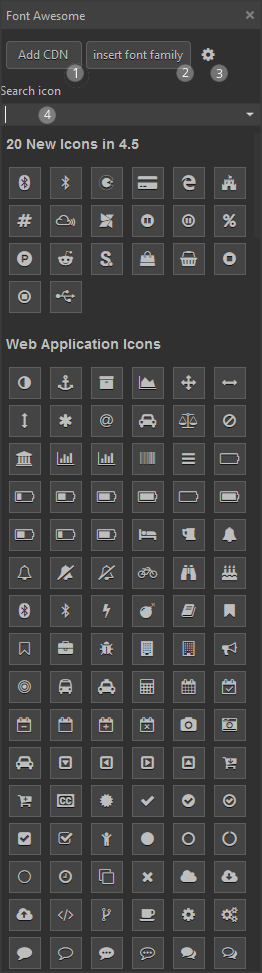 Font Awesome
Add CDN
insert font family
1
2
3
Search icon
4
20 New Icons in 4.5
Web Application Icons